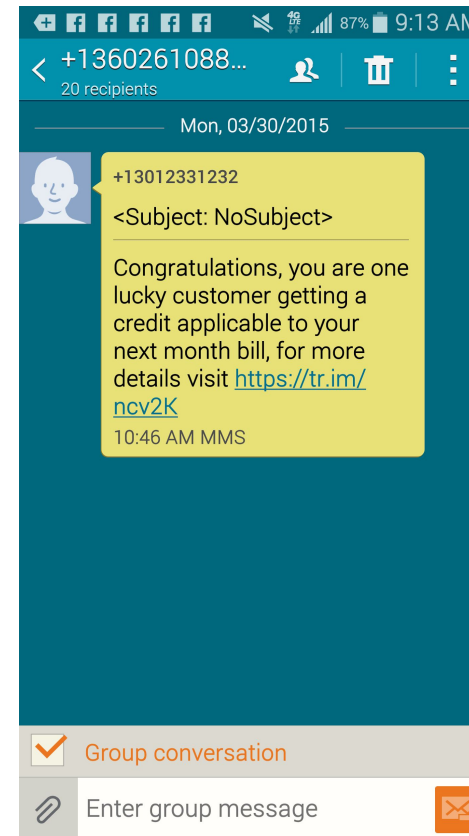 4G 87% 9:13 AM
+1360261088...
20 recipients
Mon, 03/30/2015
+13012331232
<Subject: NoSubject>
Congratulations, you are one
lucky customer getting a
credit applicable to your
next month bill, for more
details visit https://tr.im/
ncv2K
10:46 AM MMS
Group conversation
Enter group message